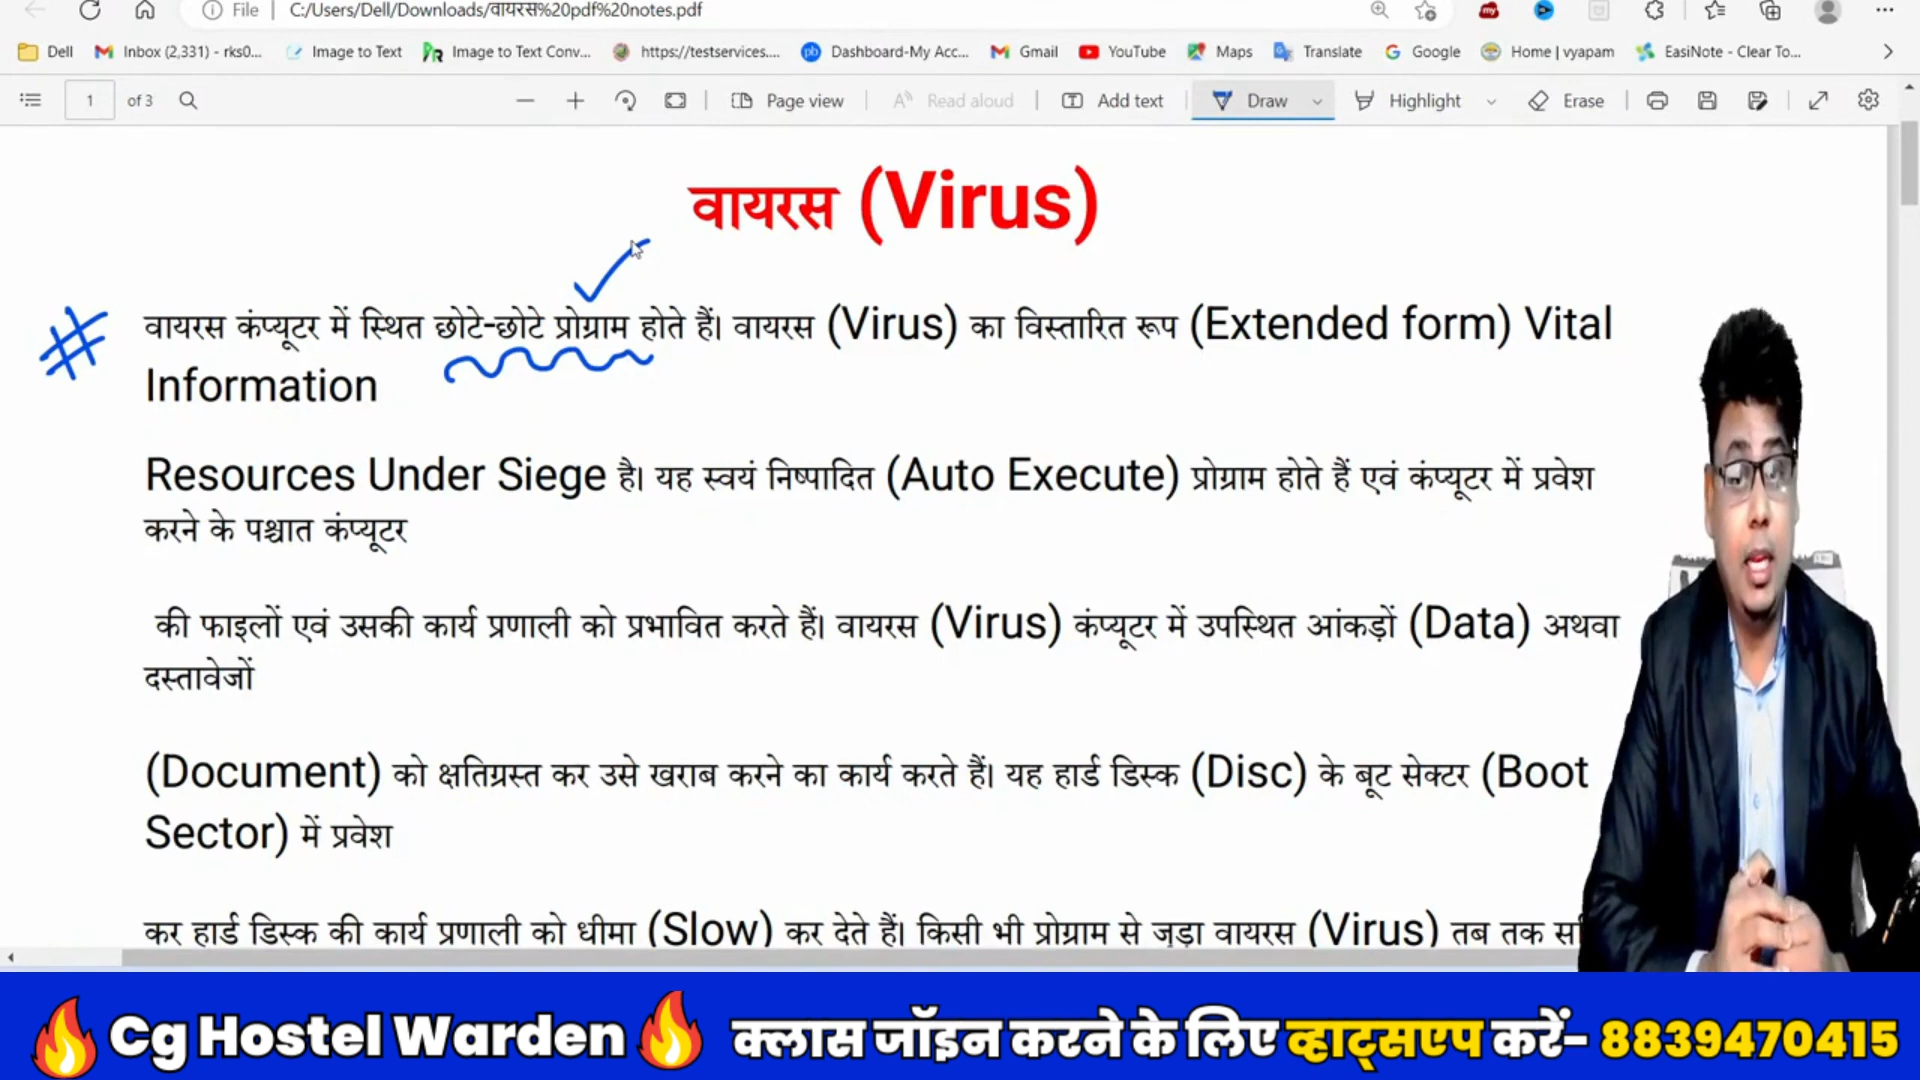 File C:/Users/Dell/Downloads/वायरस%20pdf%20notes.pdf
Dell Inbox (2,331) - rks0... Image to Text Image to Text Conv... https://testservices.... Dashboard-My Acc... Gmail YouTube Maps Translate Google Home | vyapam EasiNote - Clear To...
1 of 3 Page view Read aloud Add text Draw Highlight Erase
वायरस (Virus)
# वायरस कंप्यूटर में स्थित छोटे-छोटे प्रोग्राम होते हैं। वायरस (Virus) का विस्तारित रूप (Extended form) Vital
Information
Resources Under Siege है। यह स्वयं निष्पादित (Auto Execute) प्रोग्राम होते हैं एवं कंप्यूटर में प्रवेश
करने के पश्चात कंप्यूटर
की फाइलों एवं उसकी कार्य प्रणाली को प्रभावित करते हैं। वायरस (Virus) कंप्यूटर में उपस्थित आंकड़ों (Data) अथवा
दस्तावेजों
(Document) को क्षतिग्रस्त कर उसे खराब करने का कार्य करते हैं। यह हार्ड डिस्क (Disc) के बूट सेक्टर (Boot
Sector) में प्रवेश
कर हार्ड डिस्क की कार्य प्रणाली को धीमा (Slow) कर देते हैं। किसी भी प्रोग्राम से जुड़ा वायरस (Virus) तब तक
Cg Hostel Warden क्लास जॉइन करने के लिए व्हाट्सएप करें- 8839470415